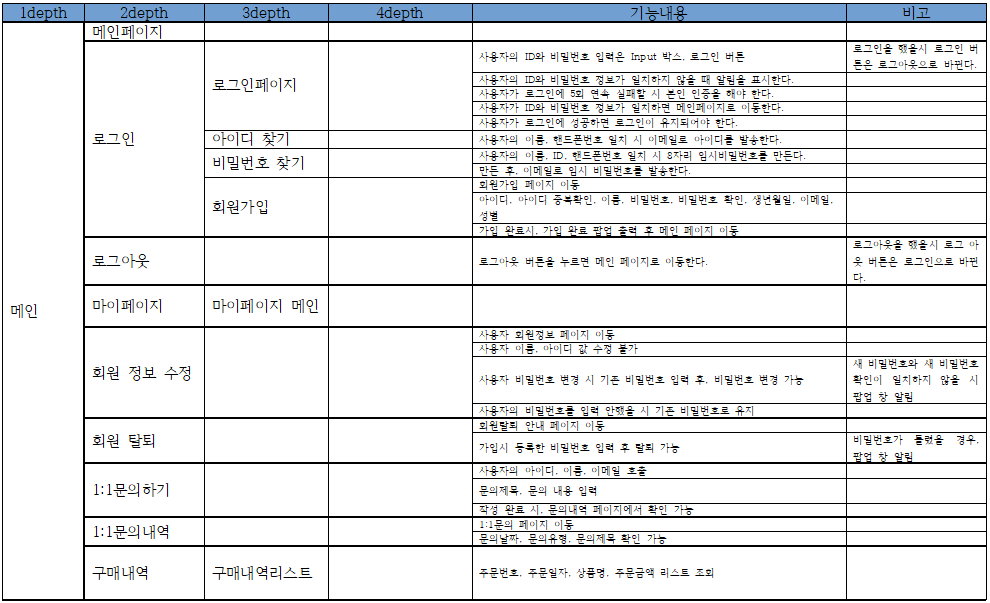 1depth 2depth 3depth 4depth 기능내용 비고
메인
메인페이지
로그인
로그인페이지
사용자의 ID와 비밀번호 입력은 Input 박스, 로그인 버튼
로그인을 했을시 로그인 버
튼은 로그아웃으로 바뀐다.
사용자의 ID와 비밀번호 정보가 일치하지 않을 때 알림을 표시한다.
사용자가 로그인에 5회 연속 실패할 시 본인 인증을 해야 한다.
사용자가 ID와 비밀번호 정보가 일치하면 메인페이지로 이동한다.
사용자가 로그인에 성공하면 로그인이 유지되어야 한다.
아이디 찾기
사용자의 이름, 핸드폰번호 일치 시 이메일로 아이디를 발송한다.
비밀번호 찾기
사용자의 이름, ID, 핸드폰번호 일치 시 8자리 임시비밀번호를 만든다.
만든 후, 이메일로 임시 비밀번호를 발송한다.
회원가입
회원가입 페이지 이동
아이디, 아이디 중복확인, 이름, 비밀번호, 비밀번호 확인, 생년월일, 이메일,
성별
가입 완료시, 가입 완료 팝업 출력 후 메인 페이지 이동
로그아웃
로그아웃 버튼을 누르면 메인 페이지로 이동한다.
로그아웃을 했을시 로그 아
웃 버튼은 로그인으로 바뀐
다.
마이페이지
마이페이지 메인
회원 정보 수정
사용자 회원정보 페이지 이동
사용자 이름, 아이디 값 수정 불가
사용자 비밀번호 변경 시 기존 비밀번호 입력 후, 비밀번호 변경 가능
새 비밀번호와 새 비밀번호
확인이 일치하지 않을 시
팝업 창 알림
사용자의 비밀번호를 입력 안했을 시 기존 비밀번호로 유지
회원 탈퇴
회원탈퇴 안내 페이지 이동
가입시 등록한 비밀번호 입력 후 탈퇴 가능
비밀번호가 틀렸을 경우,
팝업 창 알림
1:1문의하기
사용자의 아이디, 이름, 이메일 호출
문의제목, 문의 내용 입력
작성 완료 시, 문의내역 페이지에서 확인 가능
1:1문의내역
1:1문의 페이지 이동
문의날짜, 문의유형, 문의제목 확인 가능
구매내역
구매내역리스트
주문번호, 주문일자, 상품명, 주문금액 리스트 조회